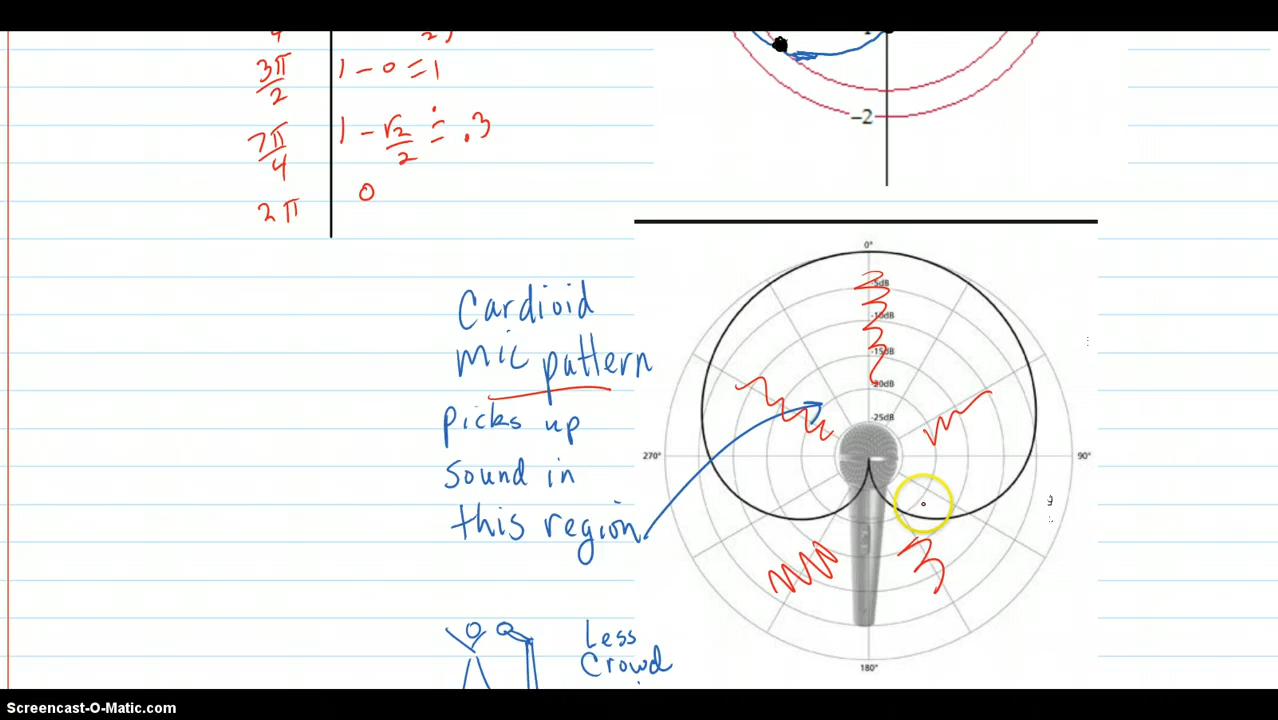 3π/2 1 - 0 = 1
7π/4 1 - √2/2 ≐ .3
2π 0
-2
0°
-5dB
-10dB
-15dB
-20dB
-25dB
270°
90°
180°
Cardioid
mic pattern
picks up
sound in
this region
Less
Crowd
Screencast-O-Matic.com